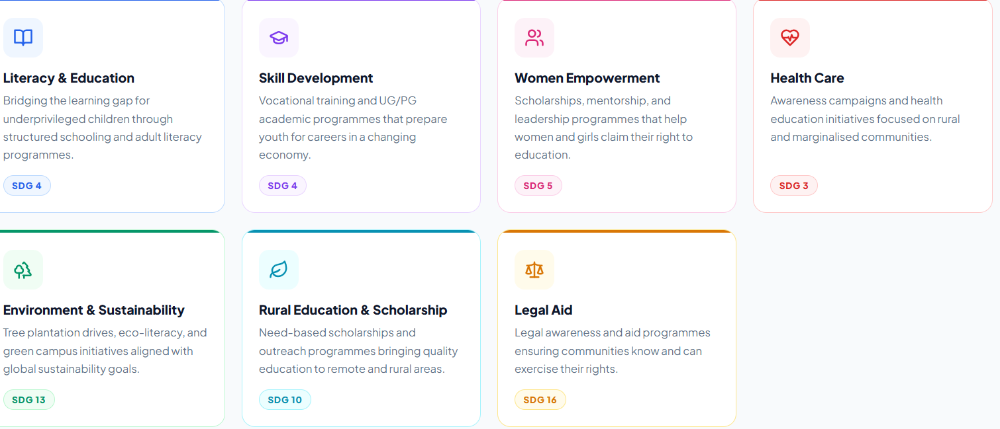 Literacy & Education
Bridging the learning gap for
underprivileged children through
structured schooling and adult literacy
programmes.
SDG 4
Skill Development
Vocational training and UG/PG
academic programmes that prepare
youth for careers in a changing
economy.
SDG 4
Women Empowerment
Scholarships, mentorship, and
leadership programmes that help
women and girls claim their right to
education.
SDG 5
Health Care
Awareness campaigns and health
education initiatives focused on rural
and marginalised communities.
SDG 3
Environment & Sustainability
Tree plantation drives, eco-literacy, and
green campus initiatives aligned with
global sustainability goals.
SDG 13
Rural Education & Scholarship
Need-based scholarships and
outreach programmes bringing quality
education to remote and rural areas.
SDG 10
Legal Aid
Legal awareness and aid programmes
ensuring communities know and can
exercise their rights.
SDG 16